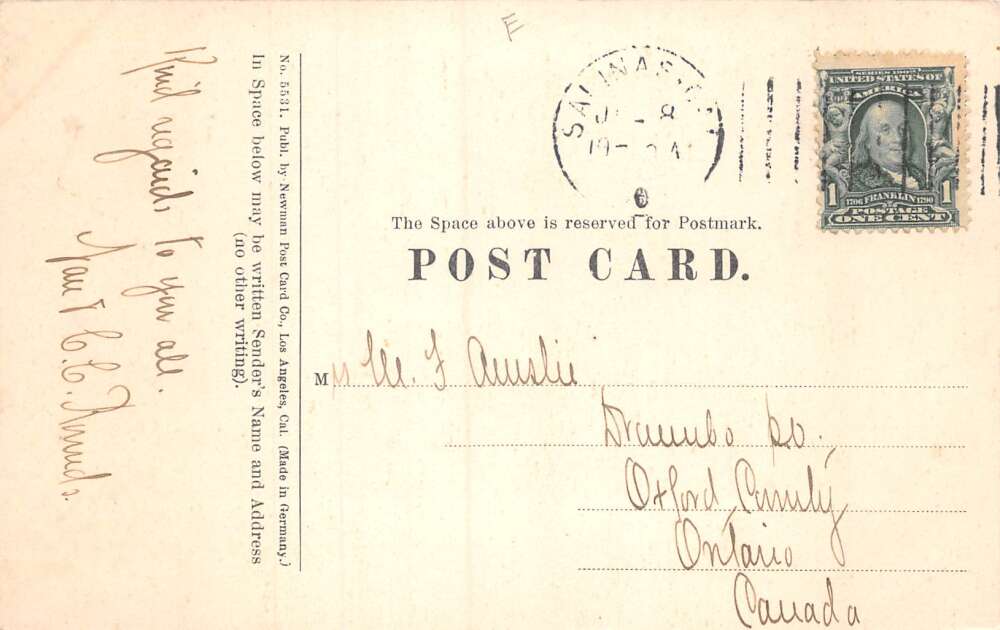 Kind regards to you all.
No. 5531. Publ. by Newman Post Card Co., Los Angeles, Cal. (Made in Germany.)
In Space below may be written Sender's Name and Address
(no other writing).
E
SALINAS
8
The Space above is reserved for Postmark.
POST CARD.
SERIES 1902
UNITED STATES OF
AMERICA
1 1706 FRANKLIN 1790 1
POSTAGE
ONE CENT
M
Ainslie
Drumbo P.O.
Oxford County
Ontario
Canada